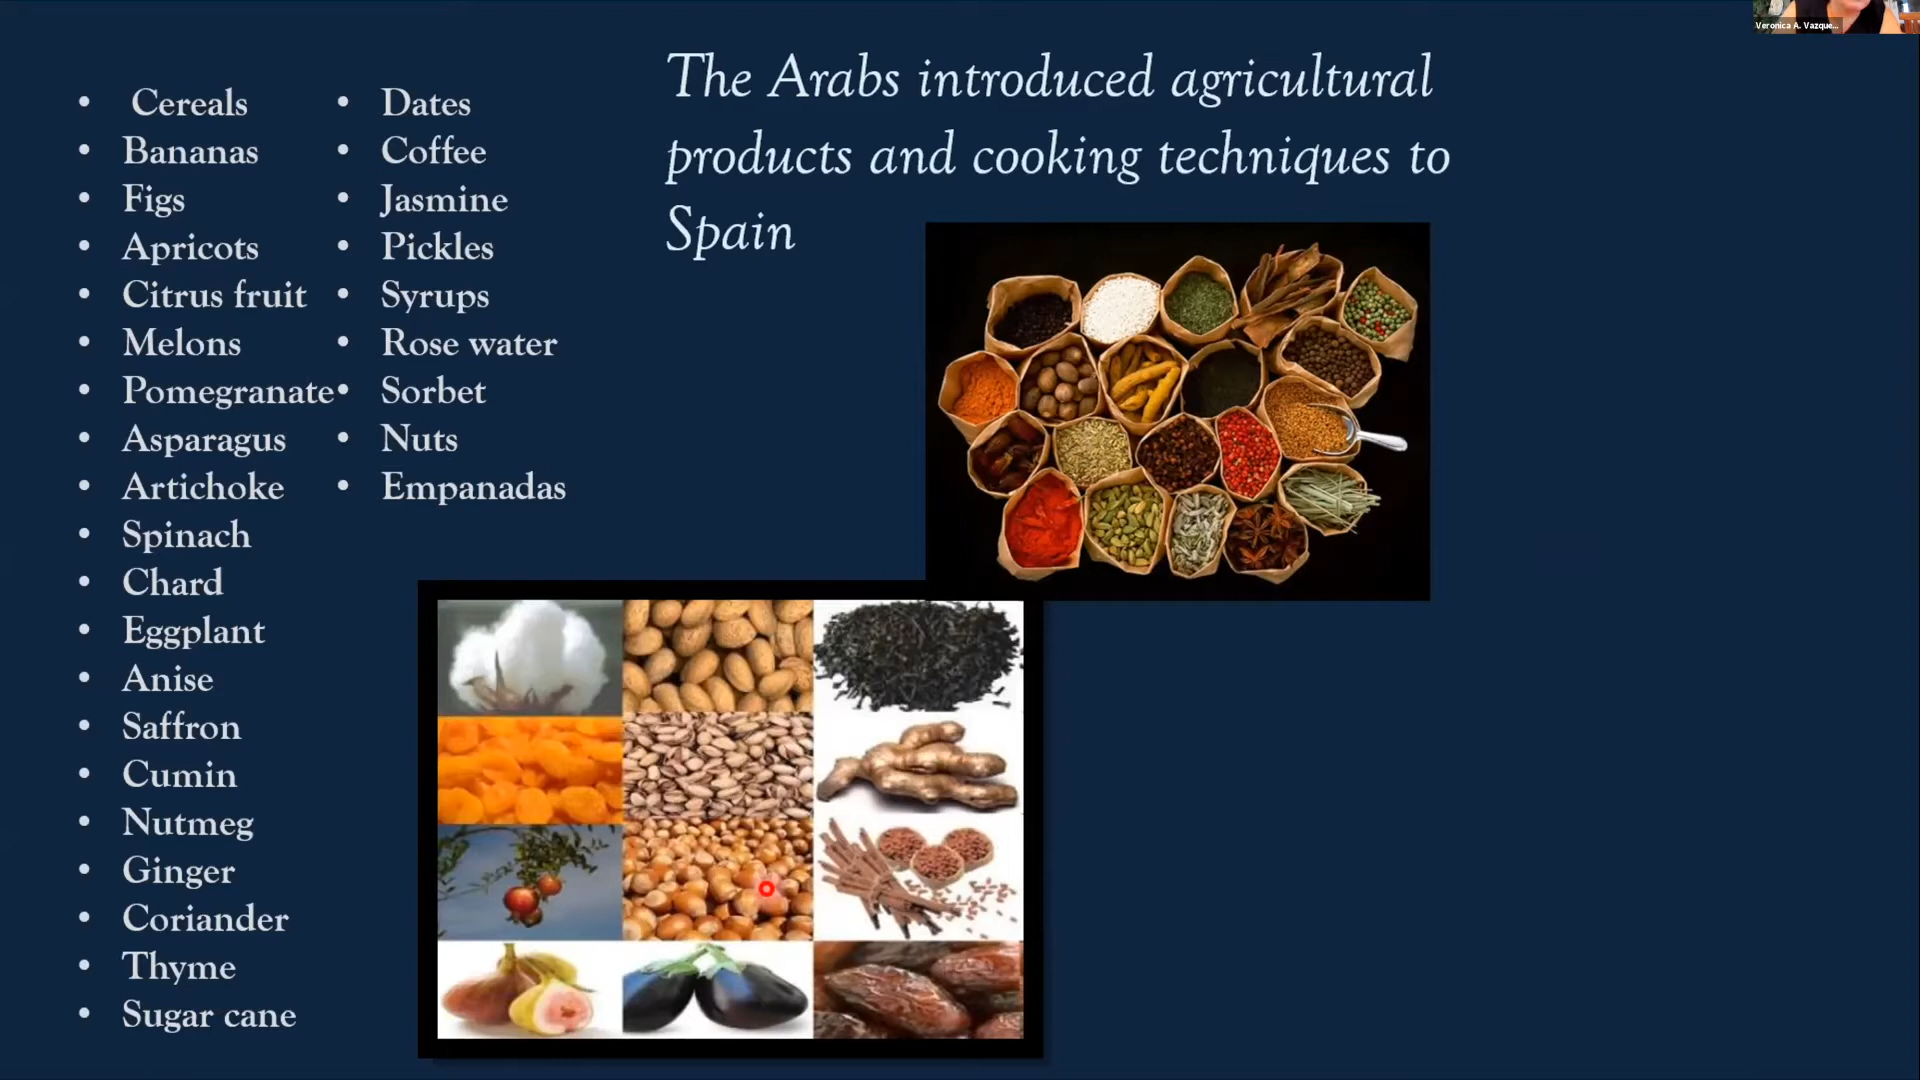 Veronica A. Vazque...
The Arabs introduced agricultural
products and cooking techniques to
Spain
• Cereals
• Bananas
• Figs
• Apricots
• Citrus fruit
• Melons
• Pomegranate
• Asparagus
• Artichoke
• Spinach
• Chard
• Eggplant
• Anise
• Saffron
• Cumin
• Nutmeg
• Ginger
• Coriander
• Thyme
• Sugar cane
• Dates
• Coffee
• Jasmine
• Pickles
• Syrups
• Rose water
• Sorbet
• Nuts
• Empanadas